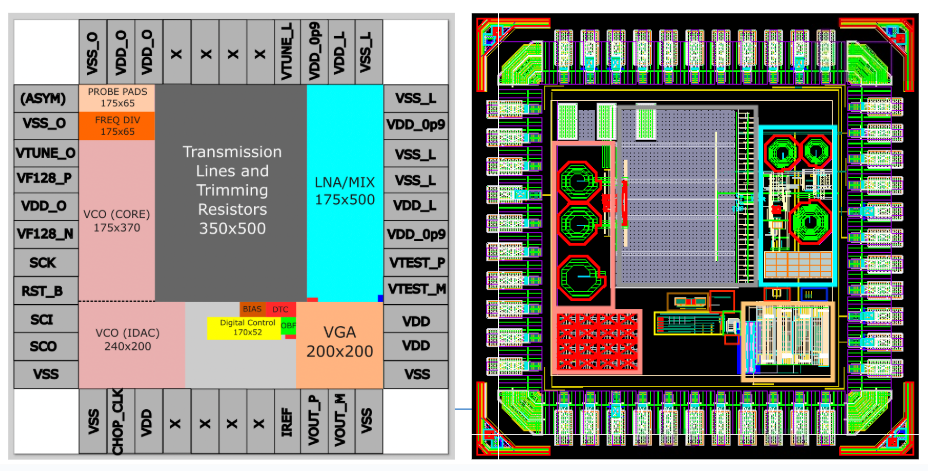 VSS_O
VDD_O
VDD_O
X
X
X
X
VTUNE_L
VDD_0p9
VDD_L
VSS_L
(ASYM)
VSS_O
VTUNE_O
VF128_P
VDD_O
VF128_N
SCK
RST_B
SCI
SCO
VSS
PROBE PADS
175x65
FREQ DIV
175x65
VCO (CORE)
175x370
Transmission
Lines and
Trimming
Resistors
350x500
LNA/MIX
175x500
VCO (IDAC)
240x200
BIAS
DTC
Digital Control
170x52
OBF
VGA
200x200
VSS_L
VDD_0p9
VSS_L
VSS_L
VDD_L
VDD_0p9
VTEST_P
VTEST_M
VDD
VDD
VSS
VSS
CHOP_CLK
VDD
X
X
X
X
IREF
VOUT_P
VOUT_M
VSS